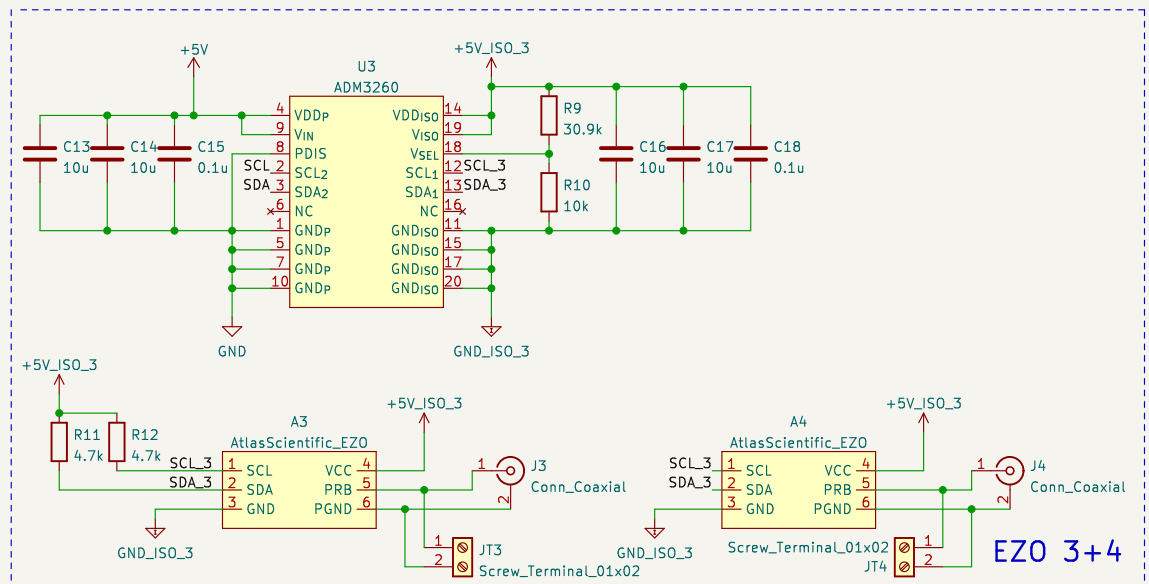 +5V
+5V_ISO_3
U3
ADM3260
4 VDDP VDDISO 14
9 VIN VISO 19
8 PDIS VSEL 18
SCL 2 SCL2 SCL1 12 SCL_3
SDA 3 SDA2 SDA1 13 SDA_3
6 NC NC 16
1 GNDP GNDISO 11
5 GNDP GNDISO 15
7 GNDP GNDISO 17
10 GNDP GNDISO 20
C13
10u
C14
10u
C15
0.1u
R9
30.9k
R10
10k
C16
10u
C17
10u
C18
0.1u
GND
GND_ISO_3
+5V_ISO_3
R11
4.7k
R12
4.7k
A3
AtlasScientific_EZO
+5V_ISO_3
SCL_3 1 SCL VCC 4
SDA_3 2 SDA PRB 5
3 GND PGND 6
GND_ISO_3
1 J3
Conn_Coaxial
2
1 JT3
2 Screw_Terminal_01x02
A4
AtlasScientific_EZO
+5V_ISO_3
SCL_3 1 SCL VCC 4
SDA_3 2 SDA PRB 5
3 GND PGND 6
GND_ISO_3
1 J4
Conn_Coaxial
2
Screw_Terminal_01x02 1
JT4 2
EZO 3+4